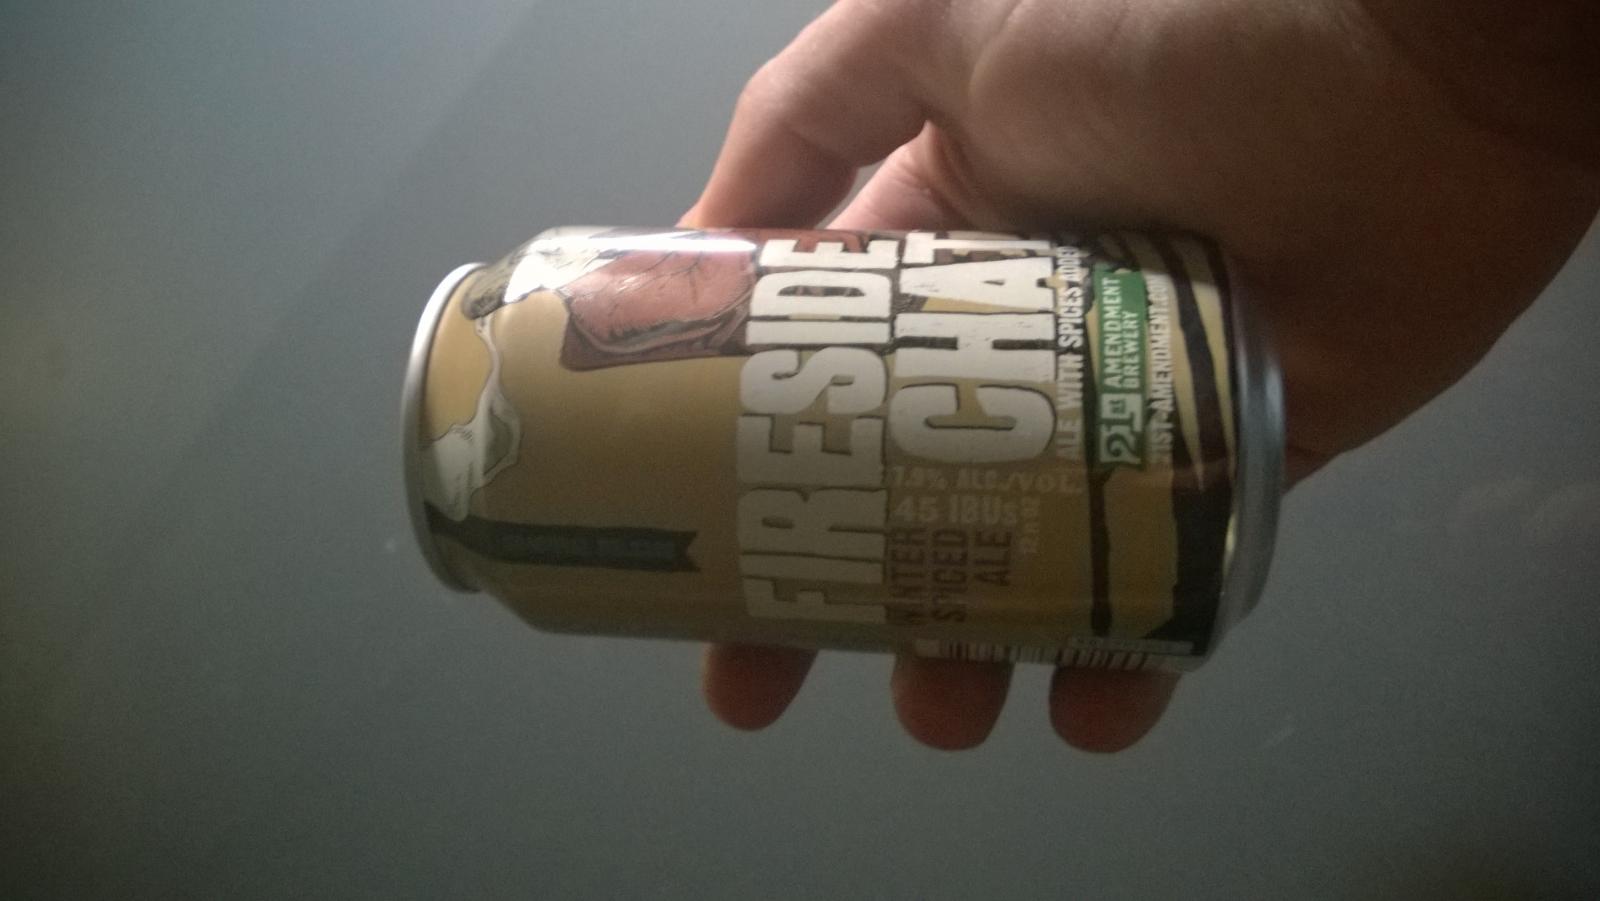 FIRESIDE
CHAT
ALE WITH SPICES ADDED
7.9% ALC./VOL.
45 IBUs
12 fl oz
WINTER
SPICED
ALE
21st AMENDMENT
BREWERY
21ST-AMENDMENT.COM